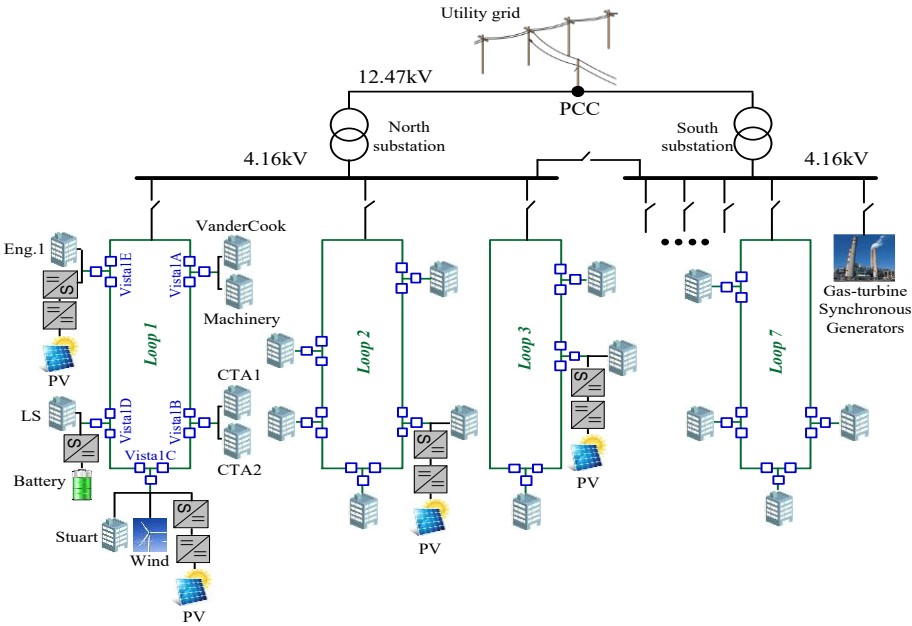 Utility grid
12.47kV
PCC
North
substation
South
substation
4.16kV
4.16kV
VanderCook
Eng.1
Vista1E
Vista1A
Machinery
Loop 1
Loop 2
Loop 3
Loop 7
Gas-turbine
Synchronous
Generators
PV
CTA1
LS
Vista1D
Vista1B
CTA2
Vista1C
Battery
PV
Stuart
Wind
PV
PV
S
S
S
S
S